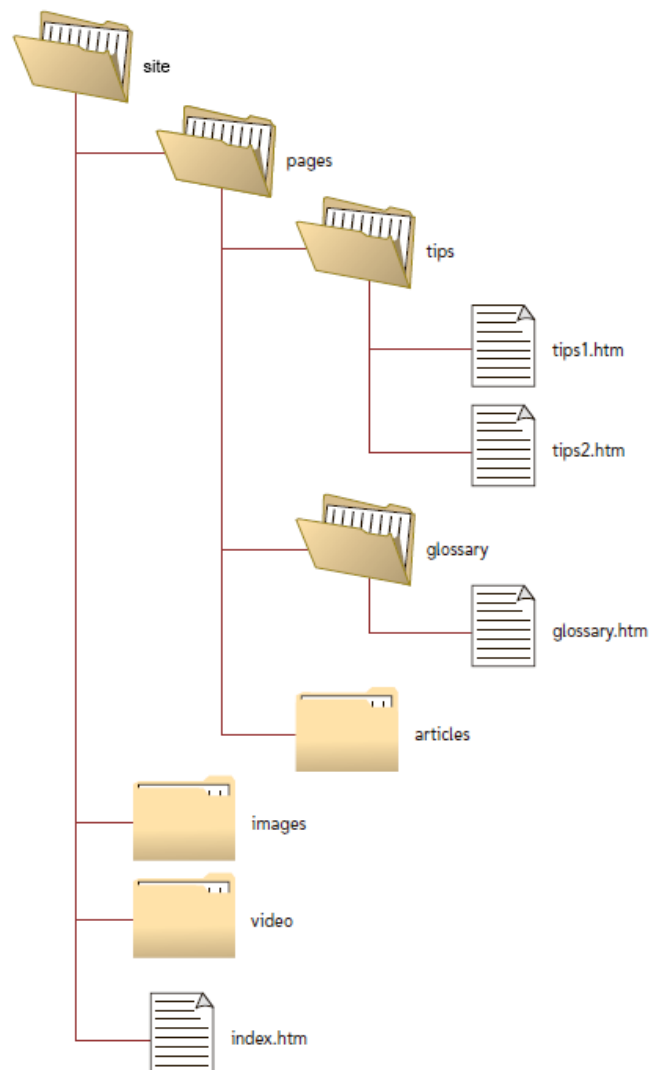 site
pages
tips
tips1.htm
tips2.htm
glossary
glossary.htm
articles
images
video
index.htm